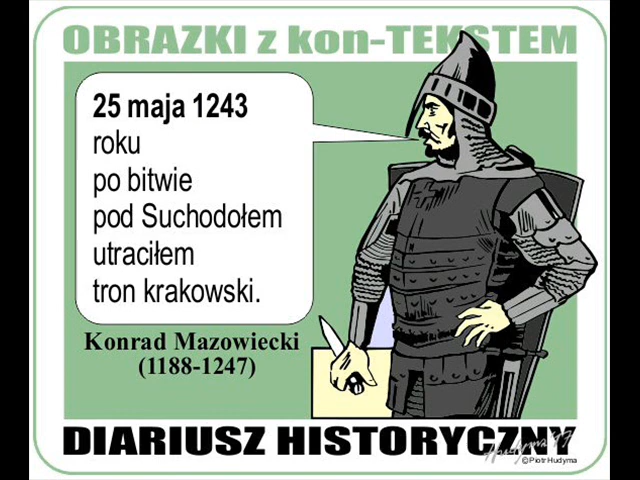 OBRAZKI z kon-TEKSTEM
25 maja 1243
roku
po bitwie
pod Suchodołem
utraciłem
tron krakowski.
Konrad Mazowiecki
(1188-1247)
DIARIUSZ HISTORYCZNY
©Piotr Hudyma